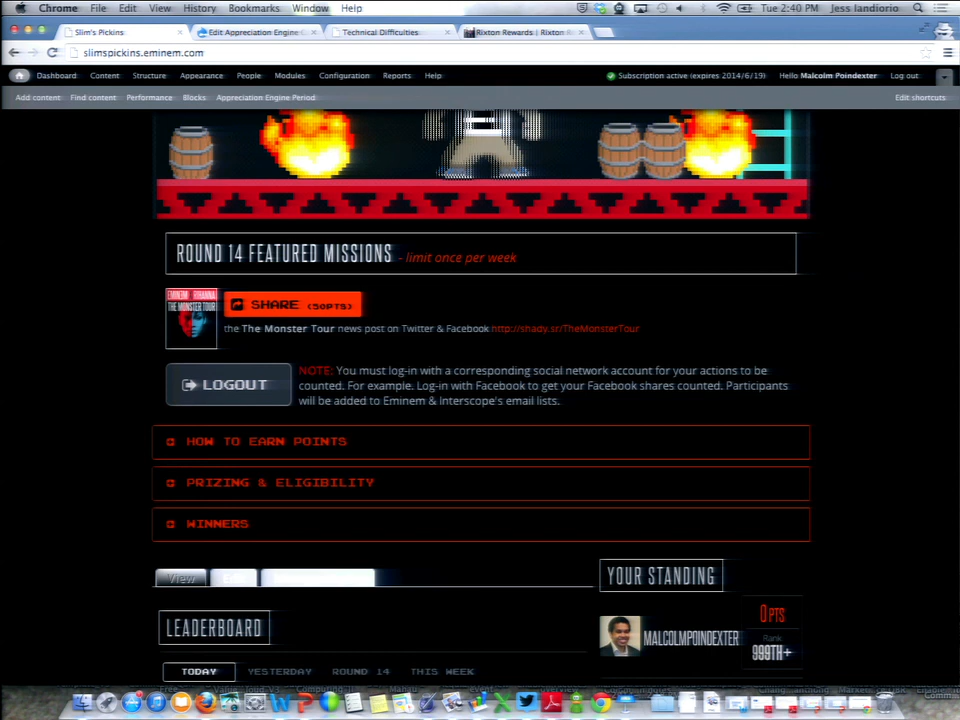 Chrome File Edit View History Bookmarks Window Help Tue 2:40 PM Jess Iandiorio
Slim's Pickins Edit Appreciation Engine Technical Difficulties Rixton Rewards | Rixton
slimspickins.eminem.com
Dashboard Content Structure Appearance People Modules Configuration Reports Help Subscription active (expires 2014/6/19) Hello Malcolm Poindexter Log out
Add content Find content Performance Blocks Appreciation Engine Period Edit shortcuts
ROUND 14 FEATURED MISSIONS - limit once per week
EMINEM RIHANNA
THE MONSTER TOUR
SHARE (50PTS)
the The Monster Tour news post on Twitter & Facebook http://shady.sr/TheMonsterTour
LOGOUT
NOTE: You must log-in with a corresponding social network account for your actions to be
counted. For example. Log-in with Facebook to get your Facebook shares counted. Participants
will be added to Eminem & Interscope's email lists.
HOW TO EARN POINTS
PRIZING & ELIGIBILITY
WINNERS
View
YOUR STANDING
LEADERBOARD
MALCOLMPOINDEXTER
0 PTS
Rank
999TH+
TODAY YESTERDAY ROUND 14 THIS WEEK